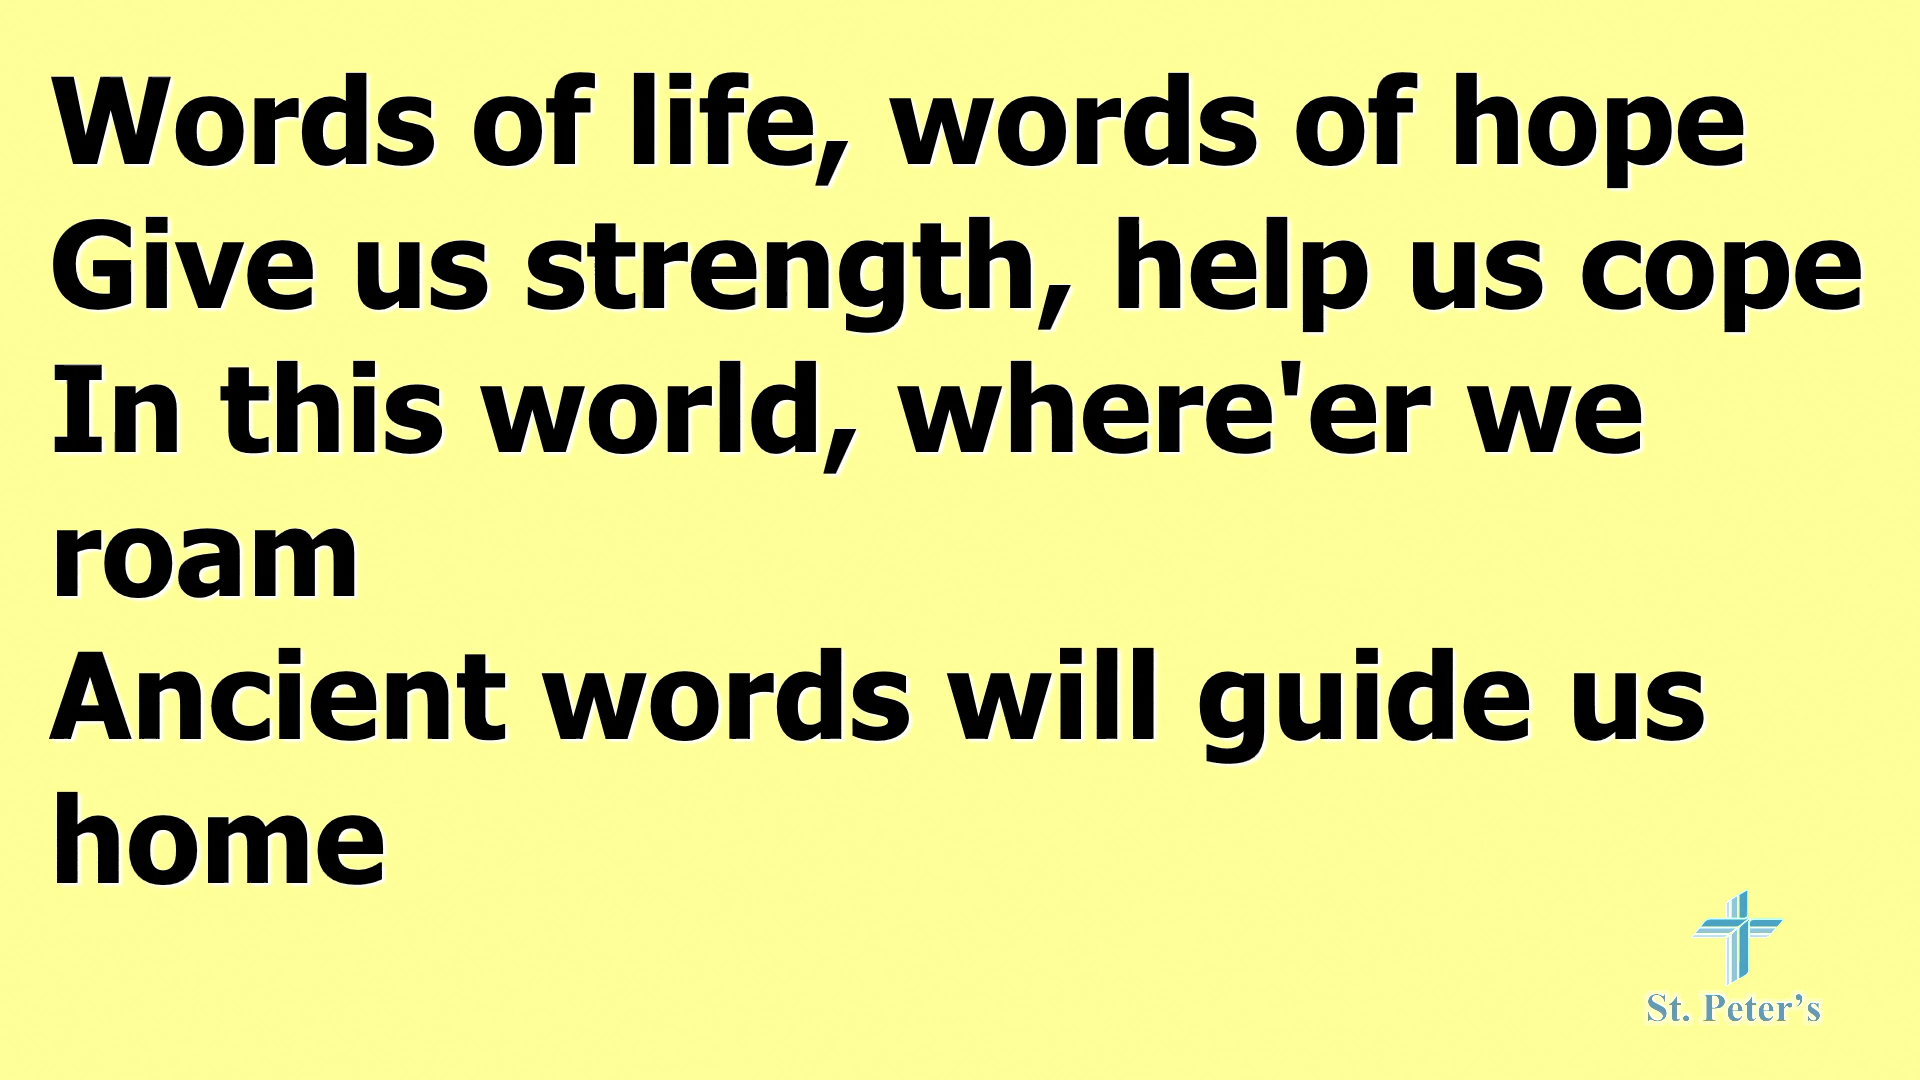 Words of life, words of hope
Give us strength, help us cope
In this world, where'er we
roam
Ancient words will guide us
home
St. Peter’s